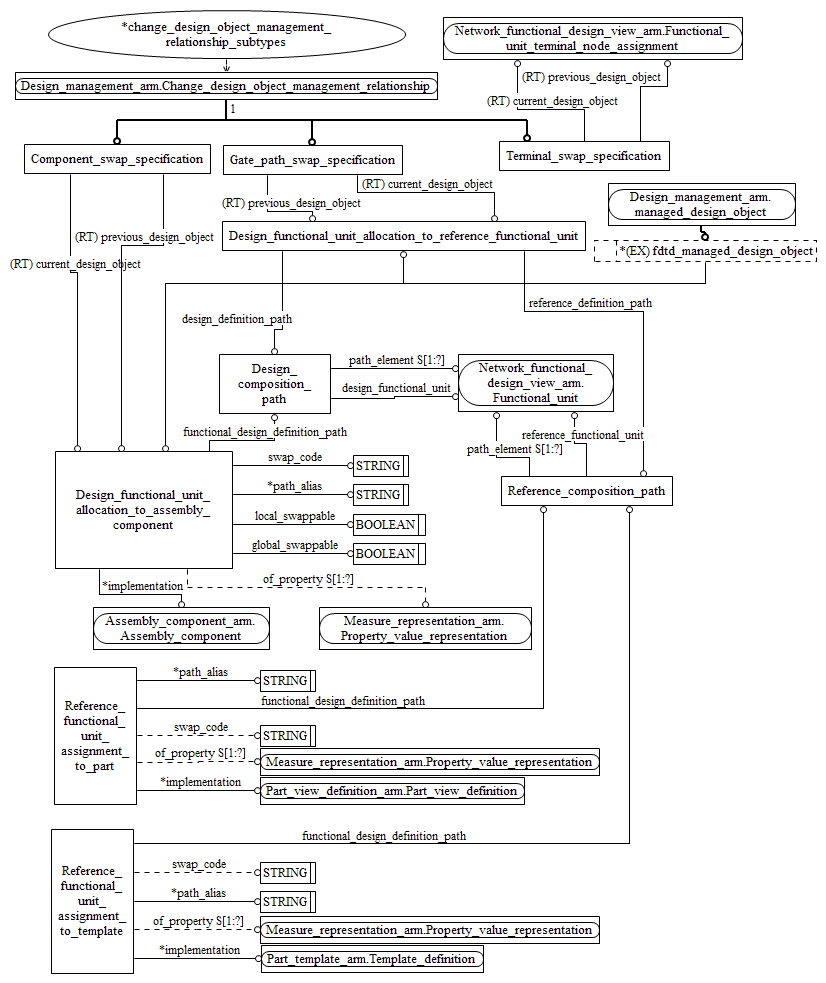 *change_design_object_management_
relationship_subtypes
Network_functional_design_view_arm.Functional_
unit_terminal_node_assignment
Design_management_arm.Change_design_object_management_relationship
(RT) previous_design_object
(RT) current_design_object
1
Component_swap_specification
Gate_path_swap_specification
Terminal_swap_specification
(RT) current_design_object
(RT) previous_design_object
Design_management_arm.
managed_design_object
(RT) previous_design_object
Design_functional_unit_allocation_to_reference_functional_unit
*(EX) fdtd_managed_design_object
(RT) current_design_object
reference_definition_path
design_definition_path
Design_
composition_
path
path_element S[1:?]
design_functional_unit
Network_functional_
design_view_arm.
Functional_unit
functional_design_definition_path
reference_functional_unit
path_element S[1:?]
Design_functional_unit_
allocation_to_assembly_
component
swap_code
STRING
*path_alias
STRING
local_swappable
BOOLEAN
global_swappable
BOOLEAN
Reference_composition_path
*implementation
of_property S[1:?]
Assembly_component_arm.
Assembly_component
Measure_representation_arm.
Property_value_representation
Reference_
functional_
unit_
assignment_
to_part
*path_alias
STRING
functional_design_definition_path
swap_code
STRING
of_property S[1:?]
Measure_representation_arm.Property_value_representation
*implementation
Part_view_definition_arm.Part_view_definition
functional_design_definition_path
Reference_
functional_
unit_
assignment_
to_template
swap_code
STRING
*path_alias
STRING
of_property S[1:?]
Measure_representation_arm.Property_value_representation
*implementation
Part_template_arm.Template_definition